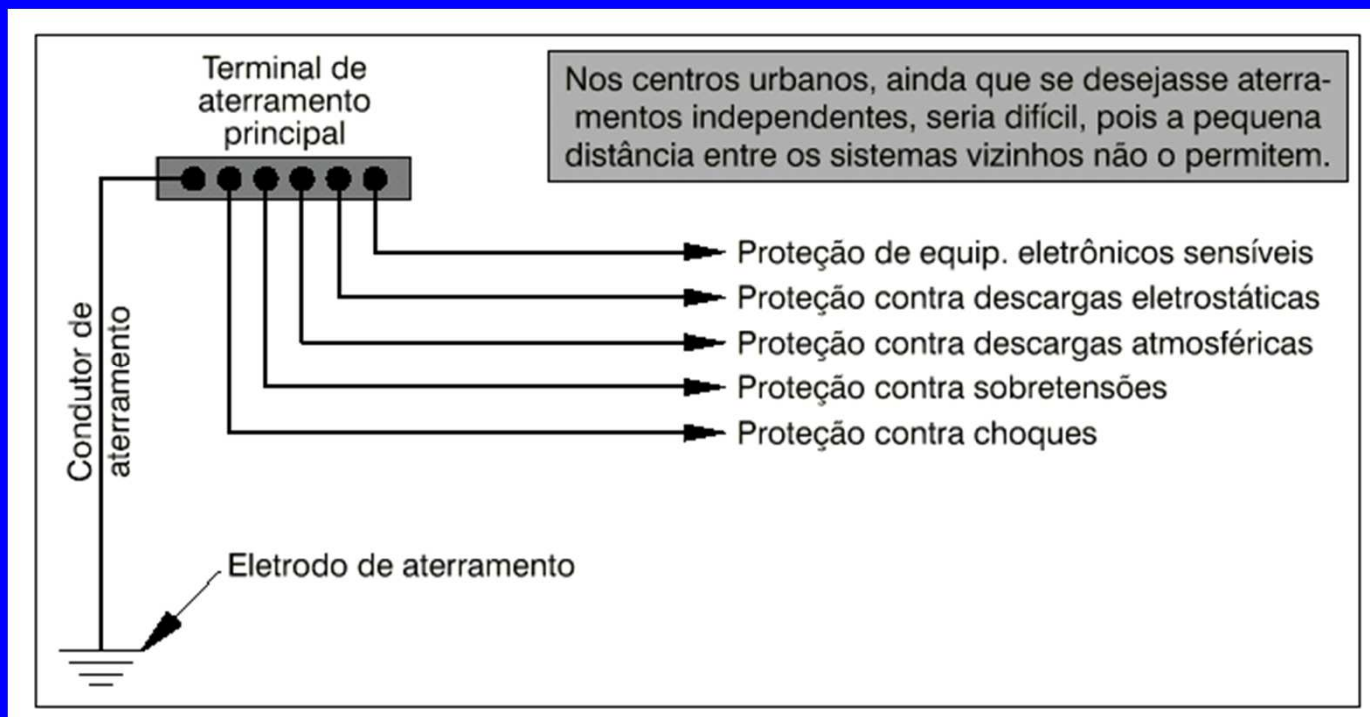 Terminal de
aterramento
principal
Nos centros urbanos, ainda que se desejasse aterra-
mentos independentes, seria difícil, pois a pequena
distância entre os sistemas vizinhos não o permitem.
Proteção de equip. eletrônicos sensíveis
Proteção contra descargas eletrostáticas
Proteção contra descargas atmosféricas
Proteção contra sobretensões
Proteção contra choques
Condutor de
aterramento
Eletrodo de aterramento